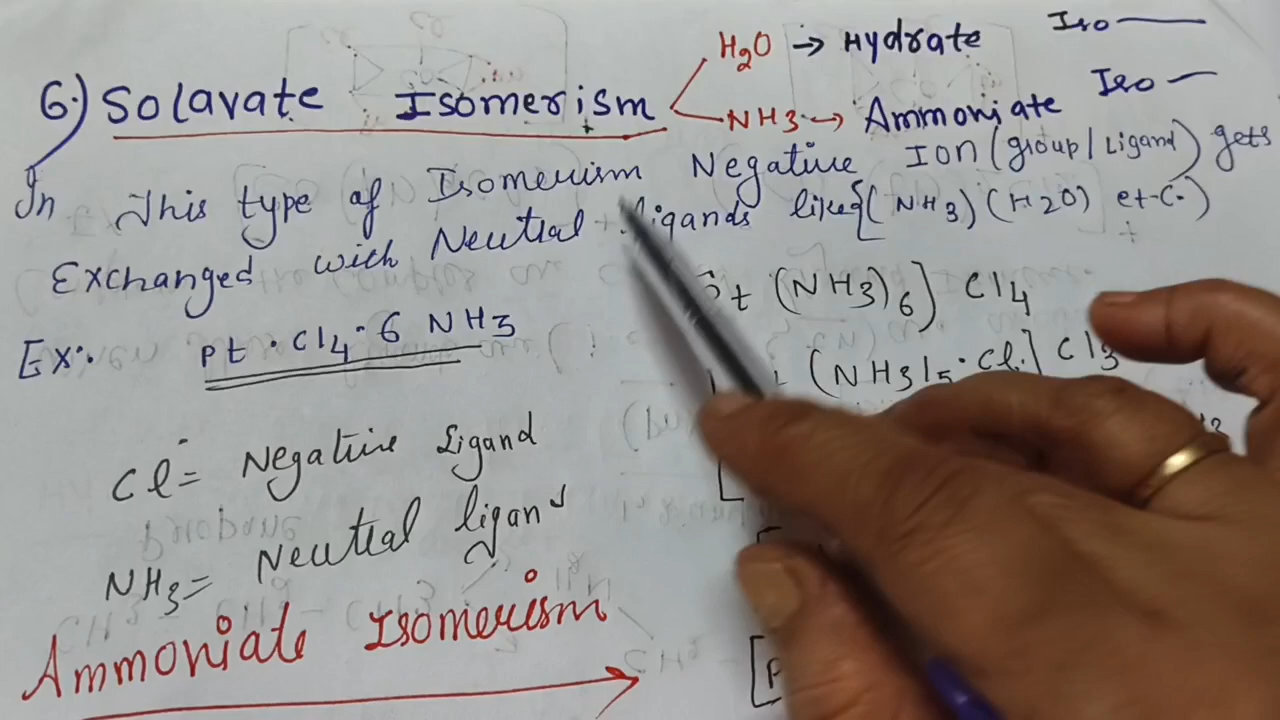 6.) Solavate Isomerism
H2O → Hydrate Iso
NH3 → Ammoniate Iso
In This type of Isomerism Negative Ion (group/Ligand) gets
Exchanged with Neutral ligands like {(NH3) (H2O) etc.)
Ex:. Pt · Cl4 · 6 NH3
t (NH3)6] Cl4
(NH3)5 · Cl.] Cl3
Cl⁻ = Negative Ligand
NH3 = Neutral ligand
Ammoniate Isomerism